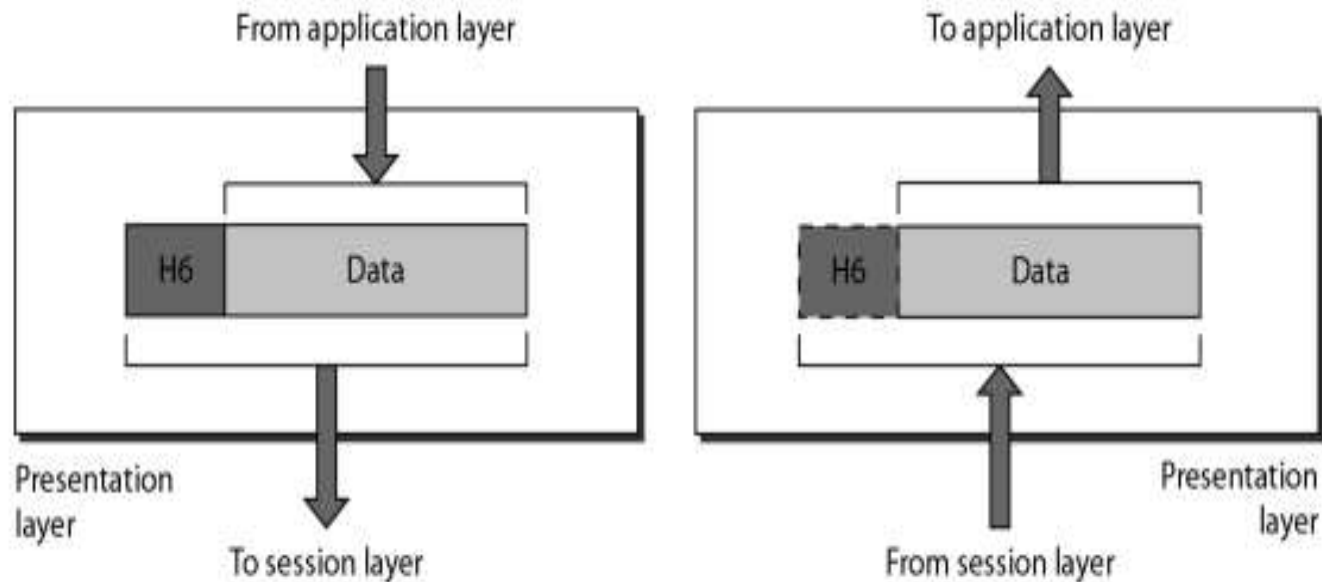 From application layer
H6
Data
Presentation
layer
To session layer
To application layer
H6
Data
Presentation
layer
From session layer